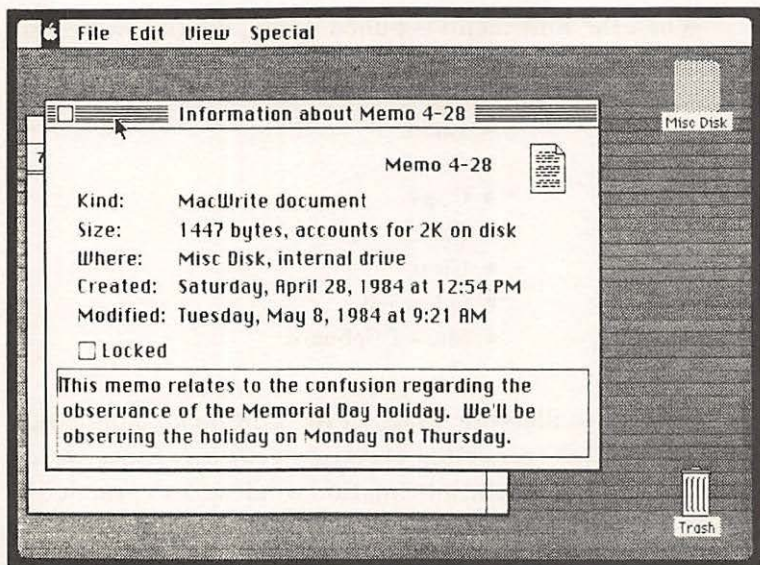 File Edit View Special
Information about Memo 4-28
Misc Disk
7
Memo 4-28
Kind: MacWrite document
Size: 1447 bytes, accounts for 2K on disk
Where: Misc Disk, internal drive
Created: Saturday, April 28, 1984 at 12:54 PM
Modified: Tuesday, May 8, 1984 at 9:21 AM
Locked
This memo relates to the confusion regarding the
observance of the Memorial Day holiday. We'll be
observing the holiday on Monday not Thursday.
Trash